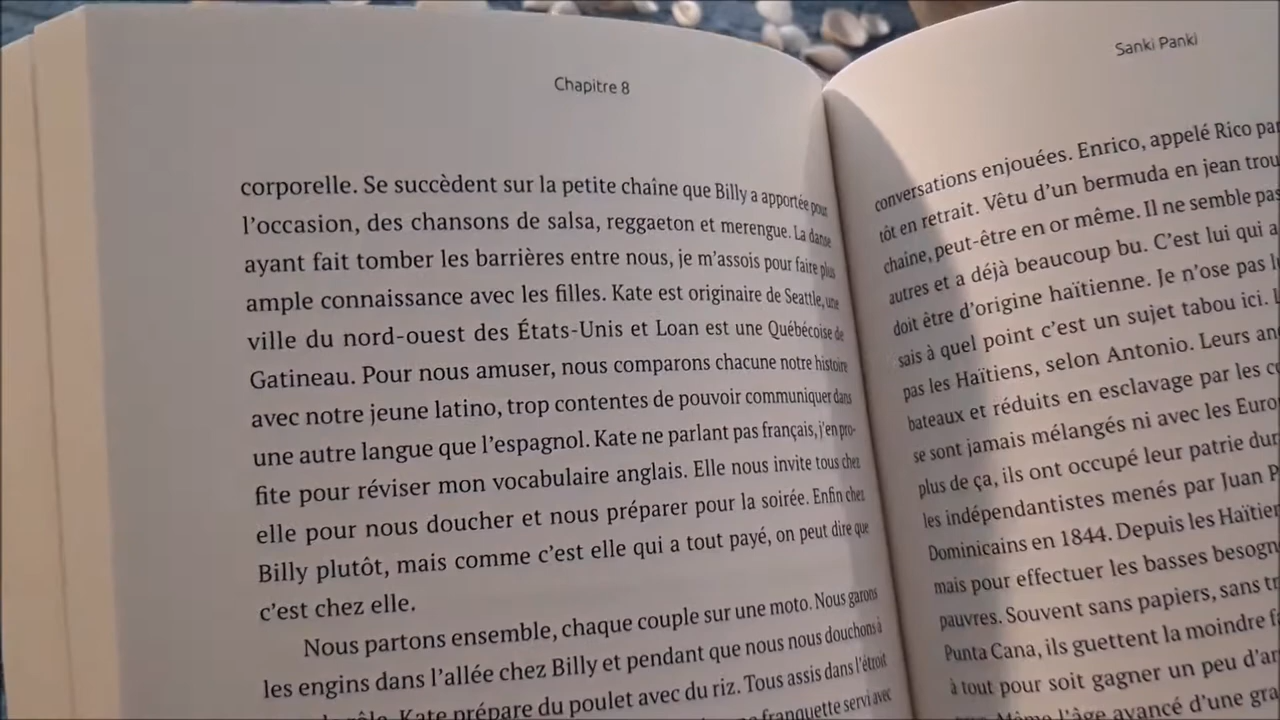 Chapitre 8
corporelle. Se succèdent sur la petite chaîne que Billy a apportée pour
l'occasion, des chansons de salsa, reggaeton et merengue. La danse
ayant fait tomber les barrières entre nous, je m'assois pour faire plus
ample connaissance avec les filles. Kate est originaire de Seattle, une
ville du nord-ouest des États-Unis et Loan est une Québécoise de
Gatineau. Pour nous amuser, nous comparons chacune notre histoire
avec notre jeune latino, trop contentes de pouvoir communiquer dans
une autre langue que l'espagnol. Kate ne parlant pas français, j'en pro-
fite pour réviser mon vocabulaire anglais. Elle nous invite tous chez
elle pour nous doucher et nous préparer pour la soirée. Enfin chez
Billy plutôt, mais comme c'est elle qui a tout payé, on peut dire que
c'est chez elle.
Nous partons ensemble, chaque couple sur une moto. Nous garons
les engins dans l'allée chez Billy et pendant que nous nous douchons à
Kate prépare du poulet avec du riz. Tous assis dans l'étroit
franquette servi avec
Sanki Panki
conversations enjouées. Enrico, appelé Rico
tôt en retrait. Vêtu d'un bermuda en jean
chaine, peut-être en or même. Il ne semble pas
autres et a déjà beaucoup bu. C'est lui qui a
doit être d'origine haïtienne. Je n'ose pas
sais à quel point c'est un sujet tabou ici.
pas les Haïtiens, selon Antonio. Leurs
bateaux et réduits en esclavage par les
se sont jamais mélangés ni avec les
plus de ça, ils ont occupé leur patrie
les indépendantistes menés par Juan
Dominicains en 1844. Depuis les
mais pour effectuer les basses
pauvres. Souvent sans papiers, sans
Punta Cana, ils guettent la moindre
à tout pour soit gagner un peu
Même l'âge avancé d'une